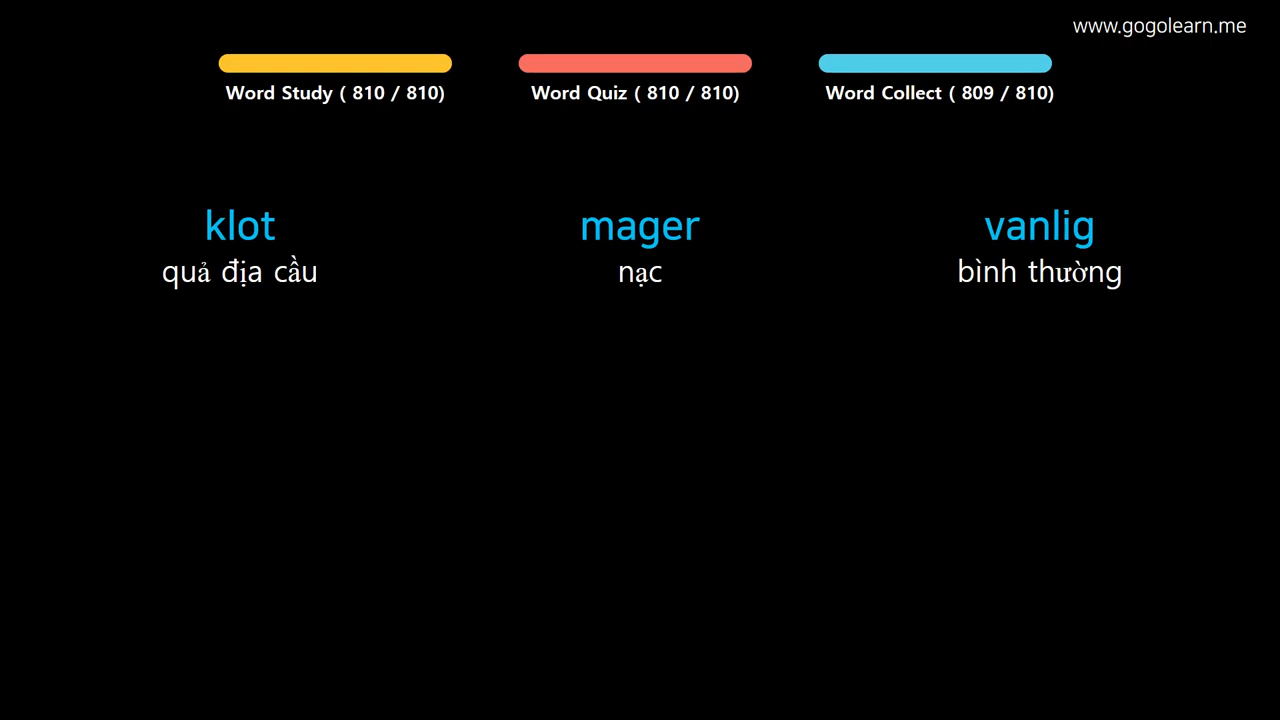 www.gogolearn.me
Word Study ( 810 / 810)
Word Quiz ( 810 / 810)
Word Collect ( 809 / 810)
klot
quả địa cầu
mager
nạc
vanlig
bình thường